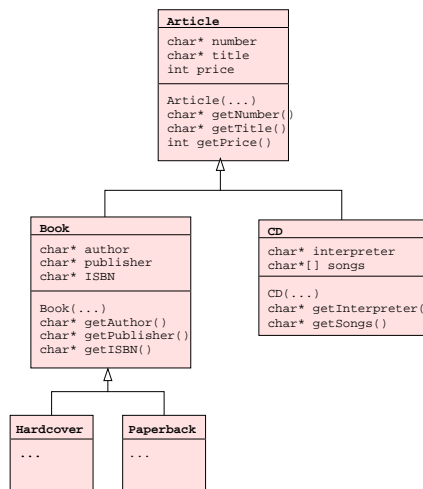 Article
char* number
char* title
int price
Article(...)
char* getNumber()
char* getTitle()
int getPrice()
Book
char* author
char* publisher
char* ISBN
Book(...)
char* getAuthor()
char* getPublisher()
char* getISBN()
CD
char* interpreter
char*[] songs
CD(...)
char* getInterpreter(
char* getSongs()
Hardcover
...
Paperback
...